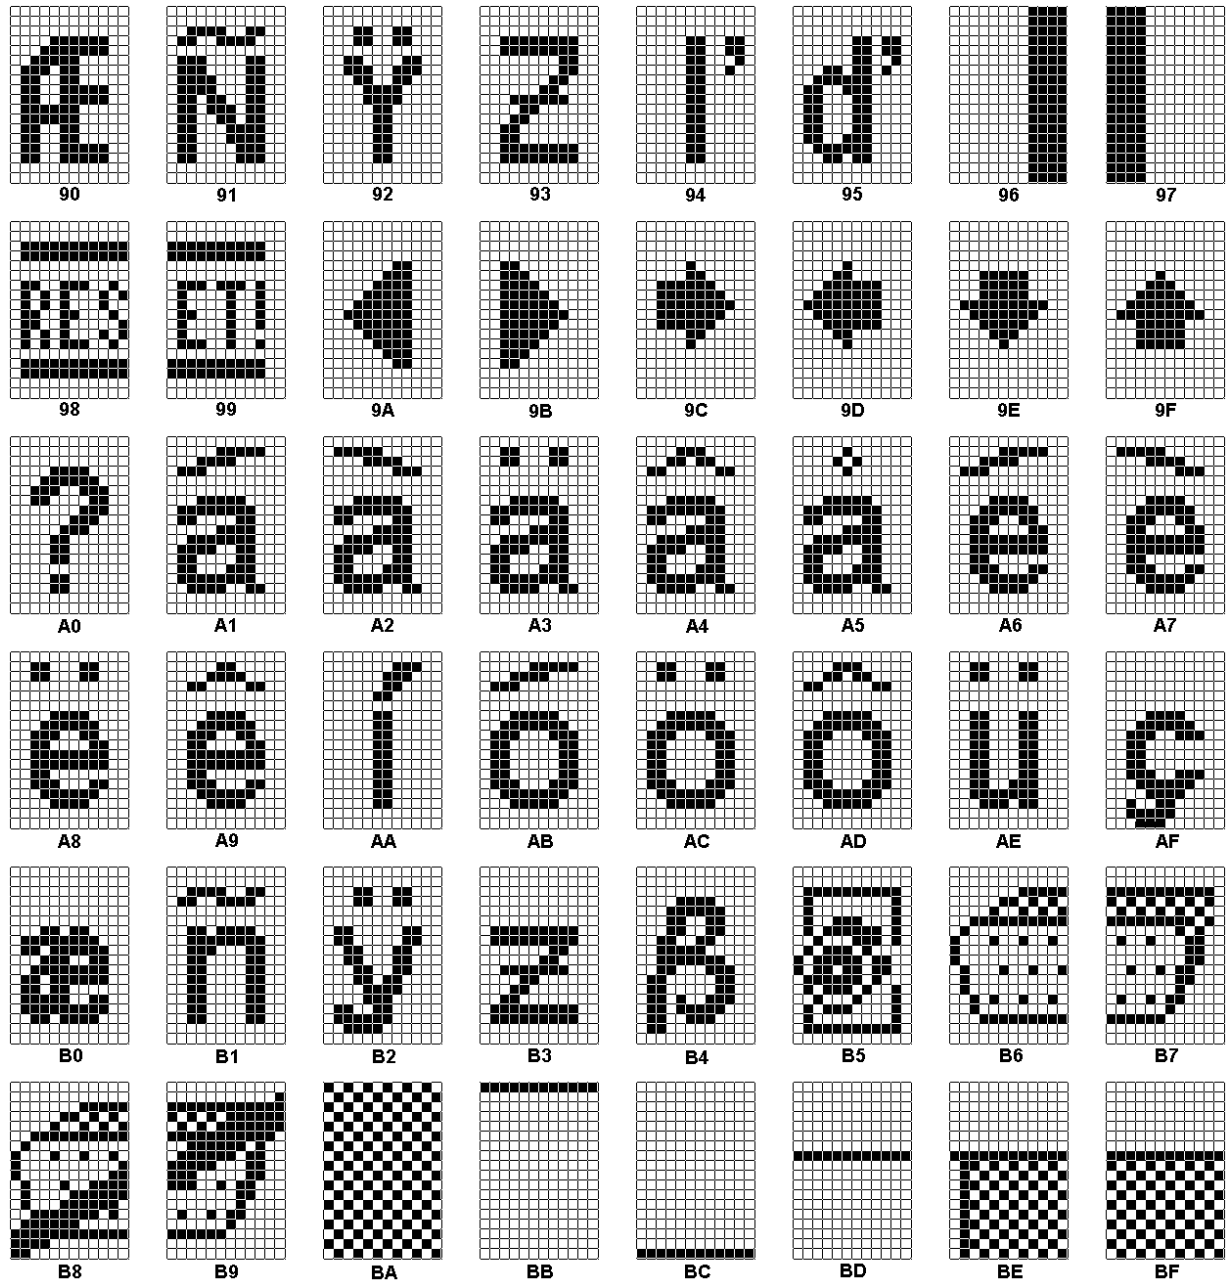 Æ Ñ Ÿ Z ľ ď
90 91 92 93 94 95 96 97
RES ET!
98 99 9A 9B 9C 9D 9E 9F
? á à ä â å é è
A0 A1 A2 A3 A4 A5 A6 A7
ë ê í ó ö ô ü ç
A8 A9 AA AB AC AD AE AF
æ ñ ÿ z β
B0 B1 B2 B3 B4 B5 B6 B7
B8 B9 BA BB BC BD BE BF